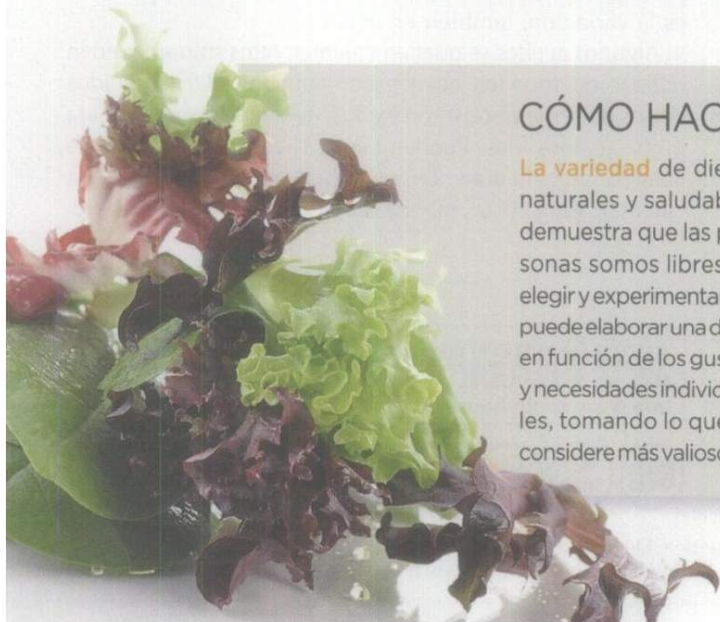 CÓMO HAC
La variedad de die
naturales y saludab
demuestra que las p
sonas somos libres
elegir y experimenta
puede elaborar una d
en función de los gus
y necesidades individ
les, tomando lo que
considere más valioso